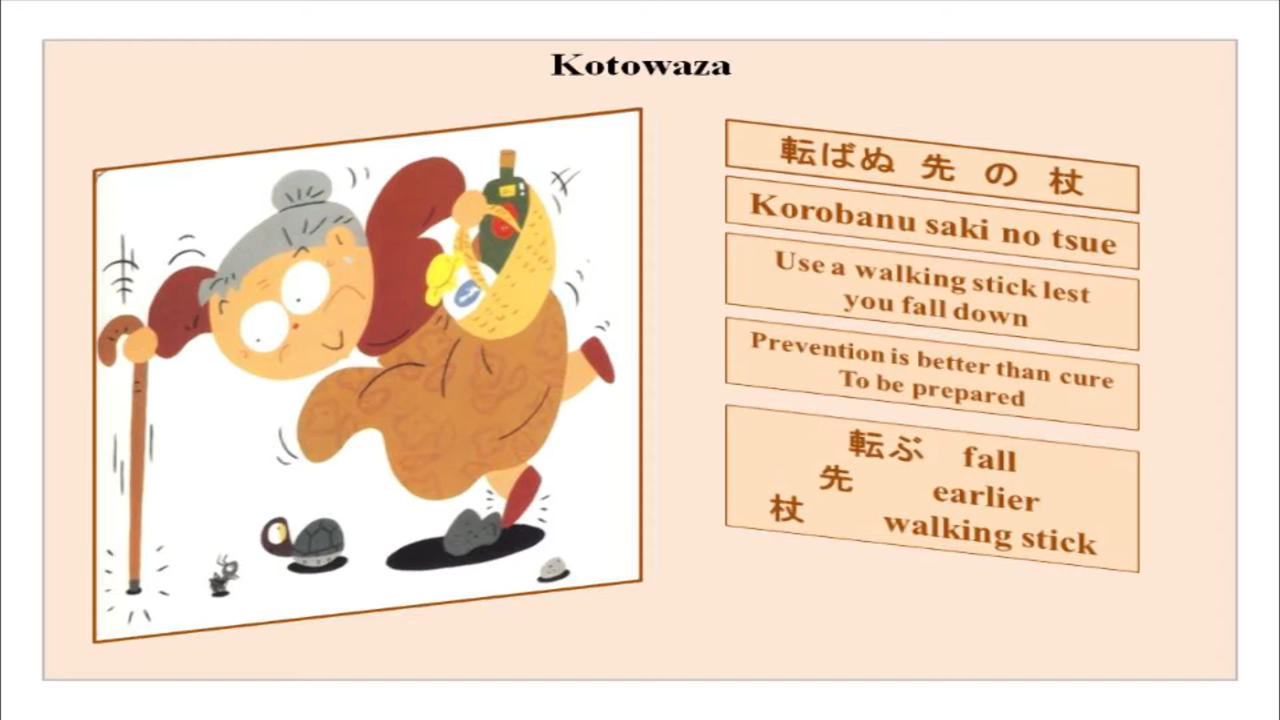 Kotowaza
転ばぬ 先 の 杖
Korobanu saki no tsue
Use a walking stick lest
you fall down
Prevention is better than cure
To be prepared
転ぶ fall
先 earlier
杖 walking stick